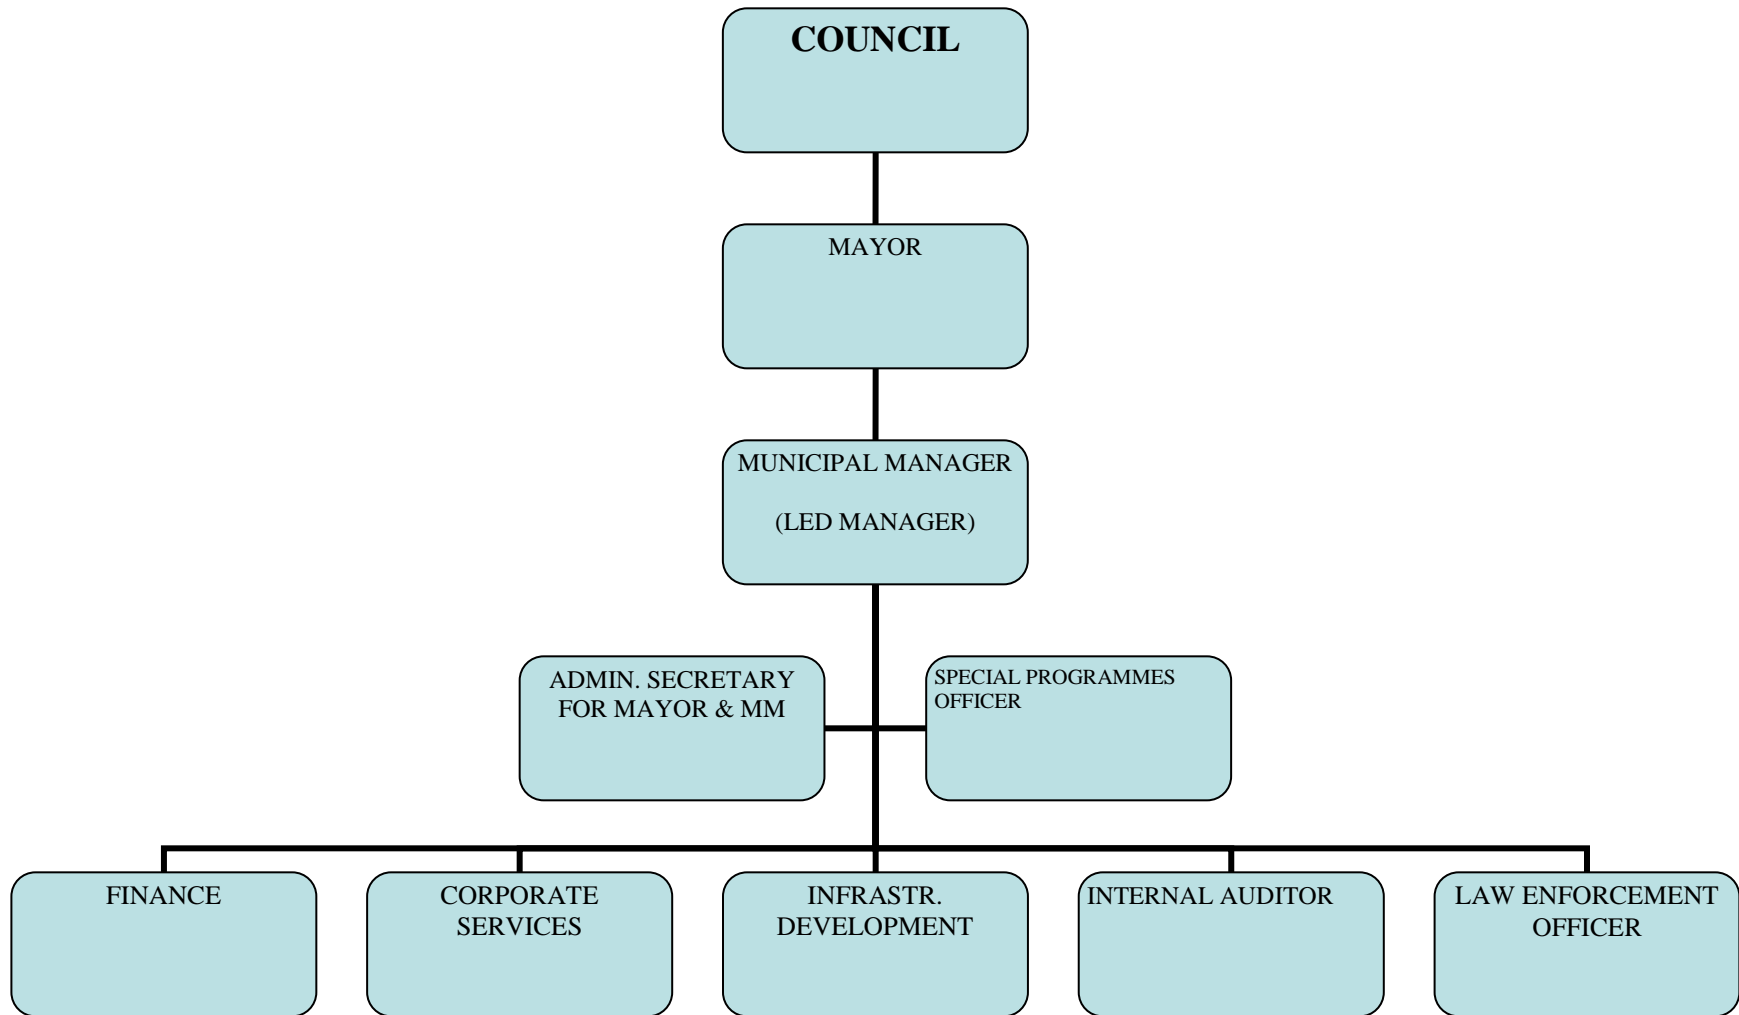 COUNCIL
MAYOR
MUNICIPAL MANAGER
(LED MANAGER)
ADMIN. SECRETARY
FOR MAYOR & MM
SPECIAL PROGRAMMES
OFFICER
FINANCE
CORPORATE
SERVICES
INFRASTR.
DEVELOPMENT
INTERNAL AUDITOR
LAW ENFORCEMENT
OFFICER